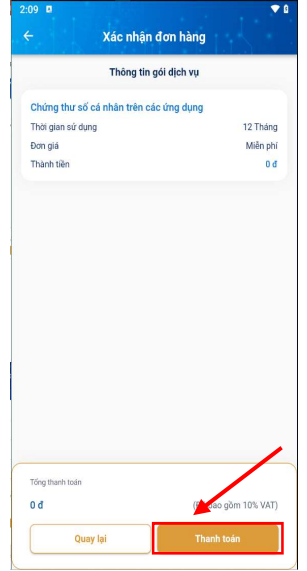 2:09
Xác nhận đơn hàng
Thông tin gói dịch vụ
Chứng thư số cá nhân trên các ứng dụng
Thời gian sử dụng 12 Tháng
Đơn giá Miễn phí
Thành tiền 0 đ
Tổng thanh toán
0 đ bao gồm 10% VAT)
Quay lại Thanh toán